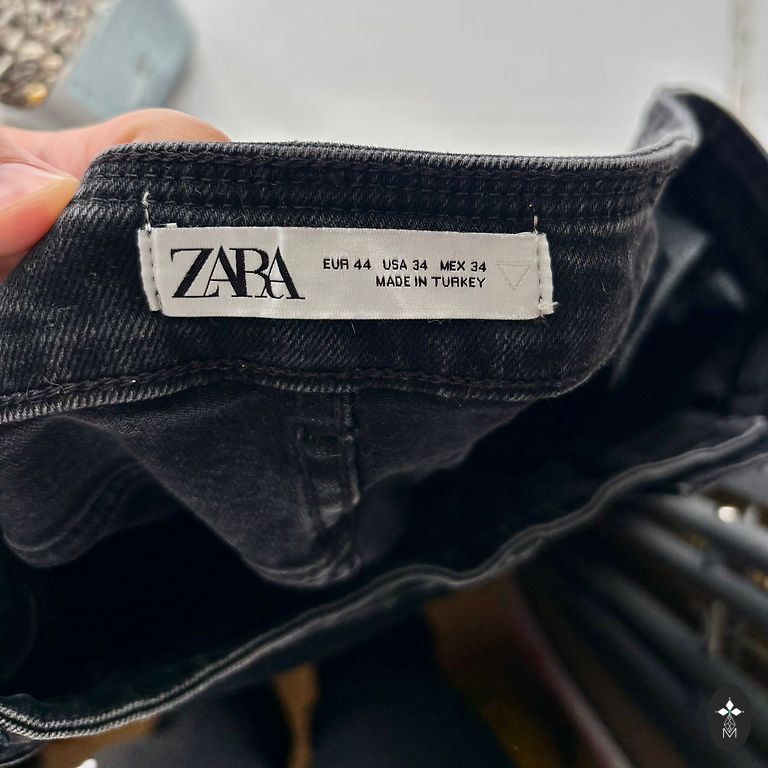 ZARA
EUR 44 USA 34 MEX 34
MADE IN TURKEY
M